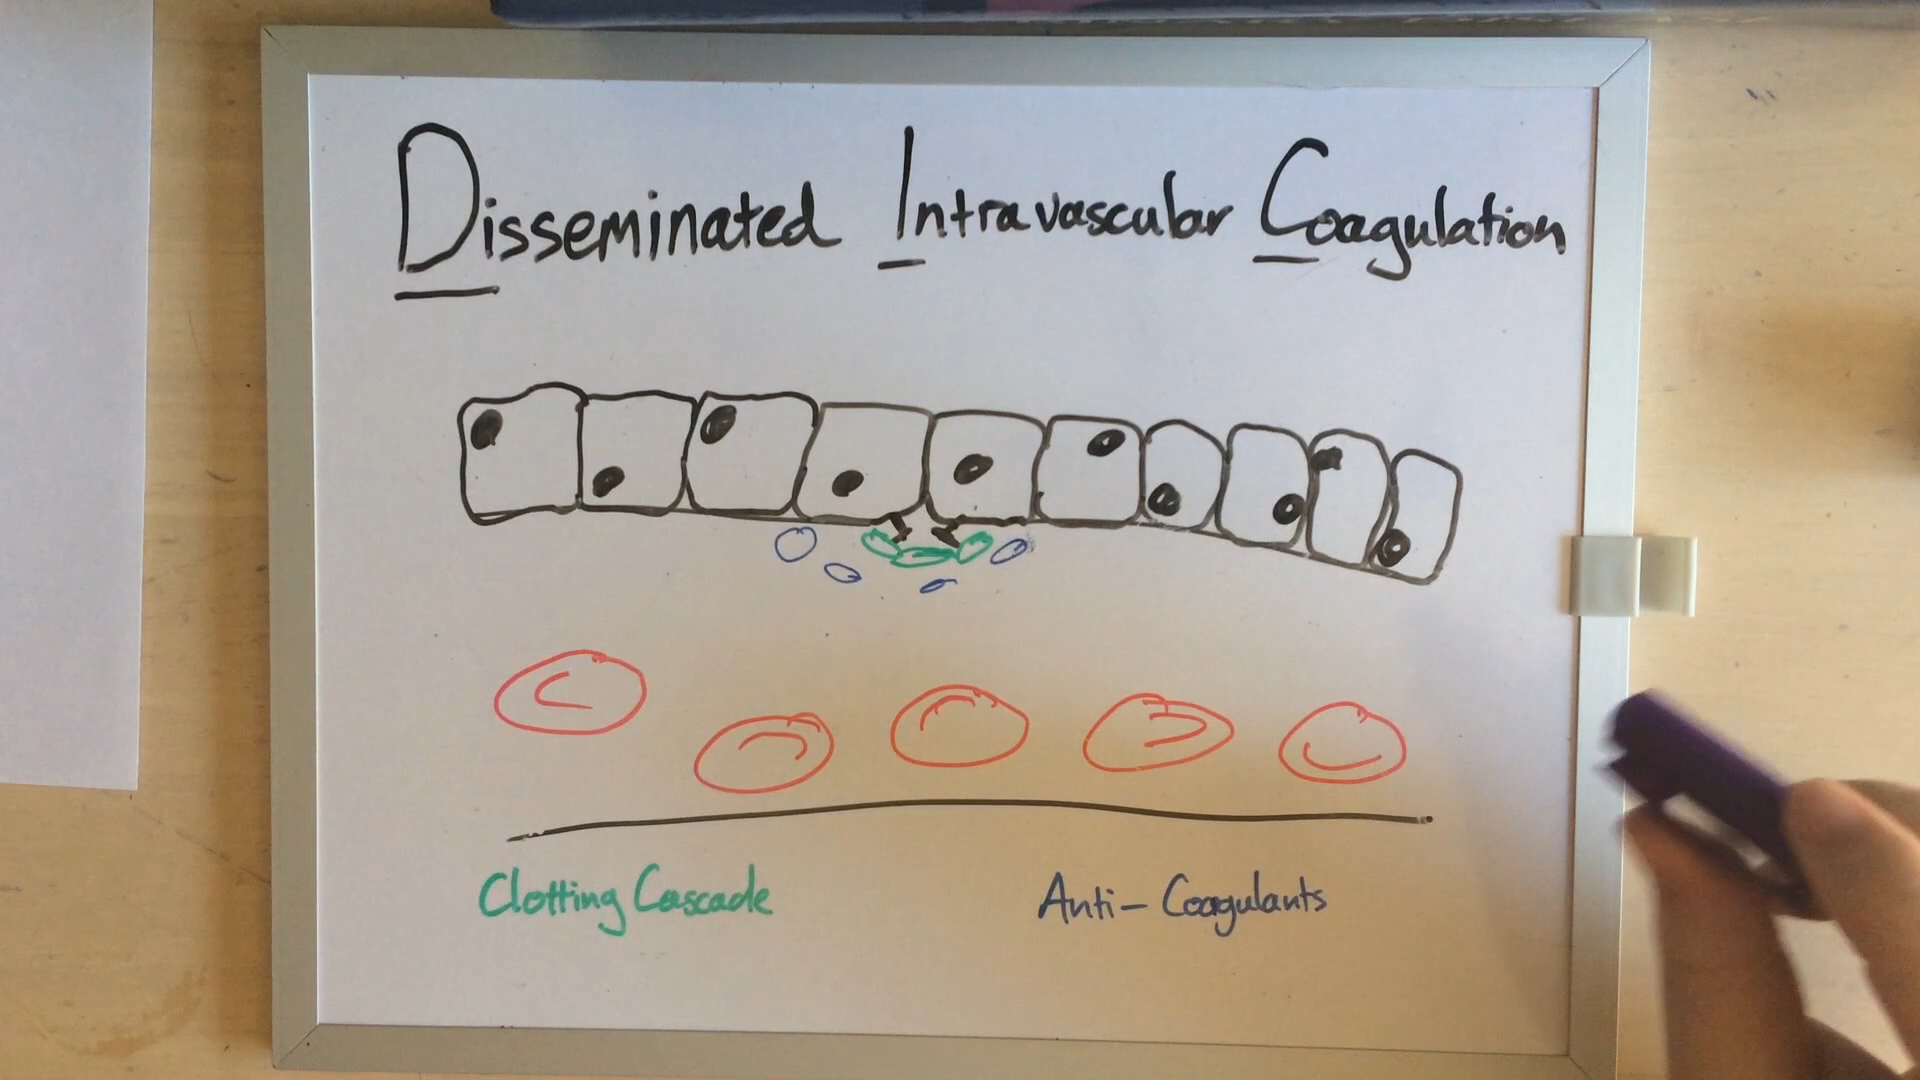 Disseminated Intravascular Coagulation
Clotting Cascade
Anti-Coagulants